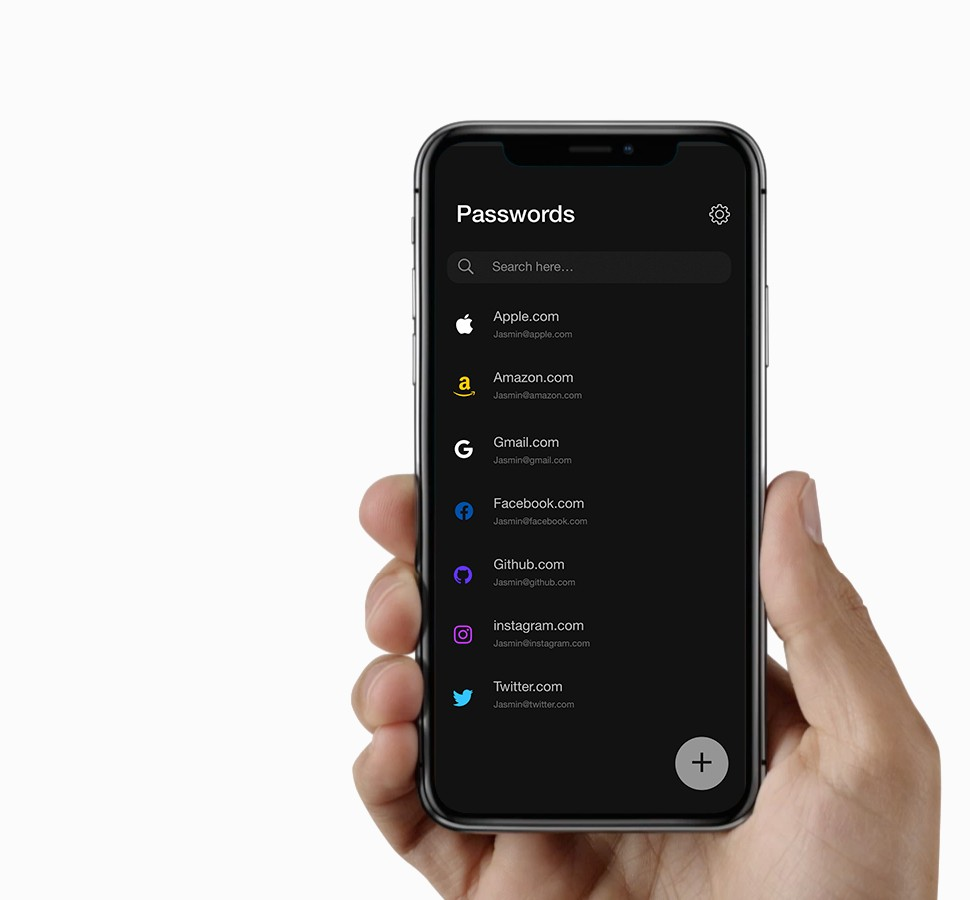 Passwords
Search here...
Apple.com
Jasmin@apple.com
Amazon.com
Jasmin@amazon.com
Gmail.com
Jasmin@gmail.com
Facebook.com
Jasmin@facebook.com
Github.com
Jasmin@github.com
instagram.com
Jasmin@instagram.com
Twitter.com
Jasmin@twitter.com